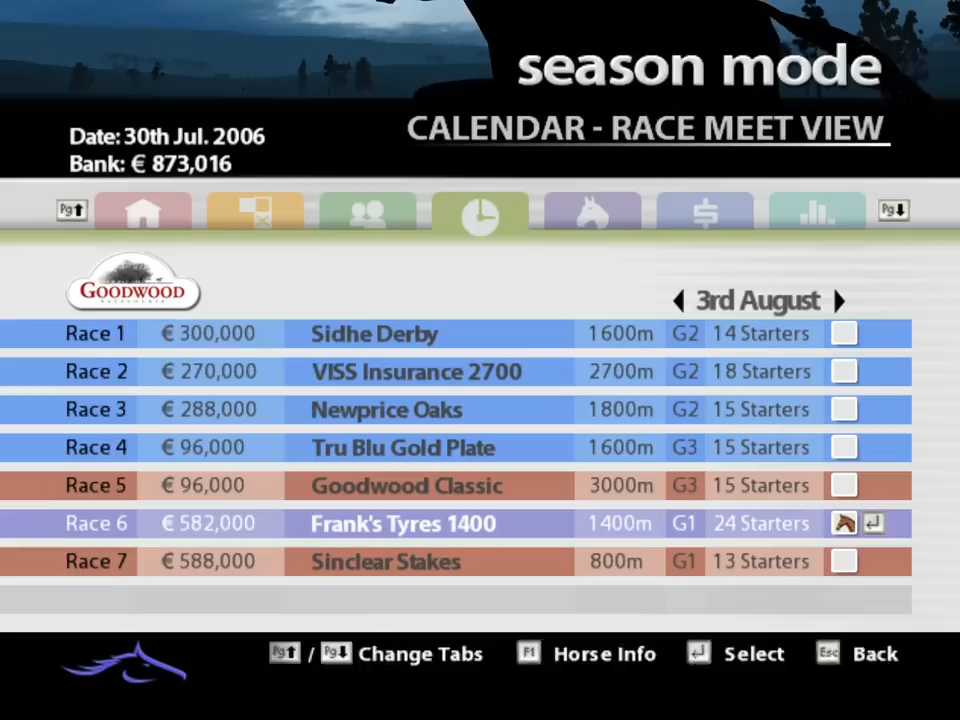 season mode
CALENDAR - RACE MEET VIEW
Date: 30th Jul. 2006
Bank: € 873,016
Pg
Pg
GOODWOOD
3rd August
Race 1 € 300,000 Sidhe Derby 1600m G2 14 Starters
Race 2 € 270,000 VISS Insurance 2700 2700m G2 18 Starters
Race 3 € 288,000 Newprice Oaks 1800m G2 15 Starters
Race 4 € 96,000 Tru Blu Gold Plate 1600m G3 15 Starters
Race 5 € 96,000 Goodwood Classic 3000m G3 15 Starters
Race 6 € 582,000 Frank's Tyres 1400 1400m G1 24 Starters
Race 7 € 588,000 Sinclear Stakes 800m G1 13 Starters
Pg / Pg Change Tabs F1 Horse Info Select Esc Back